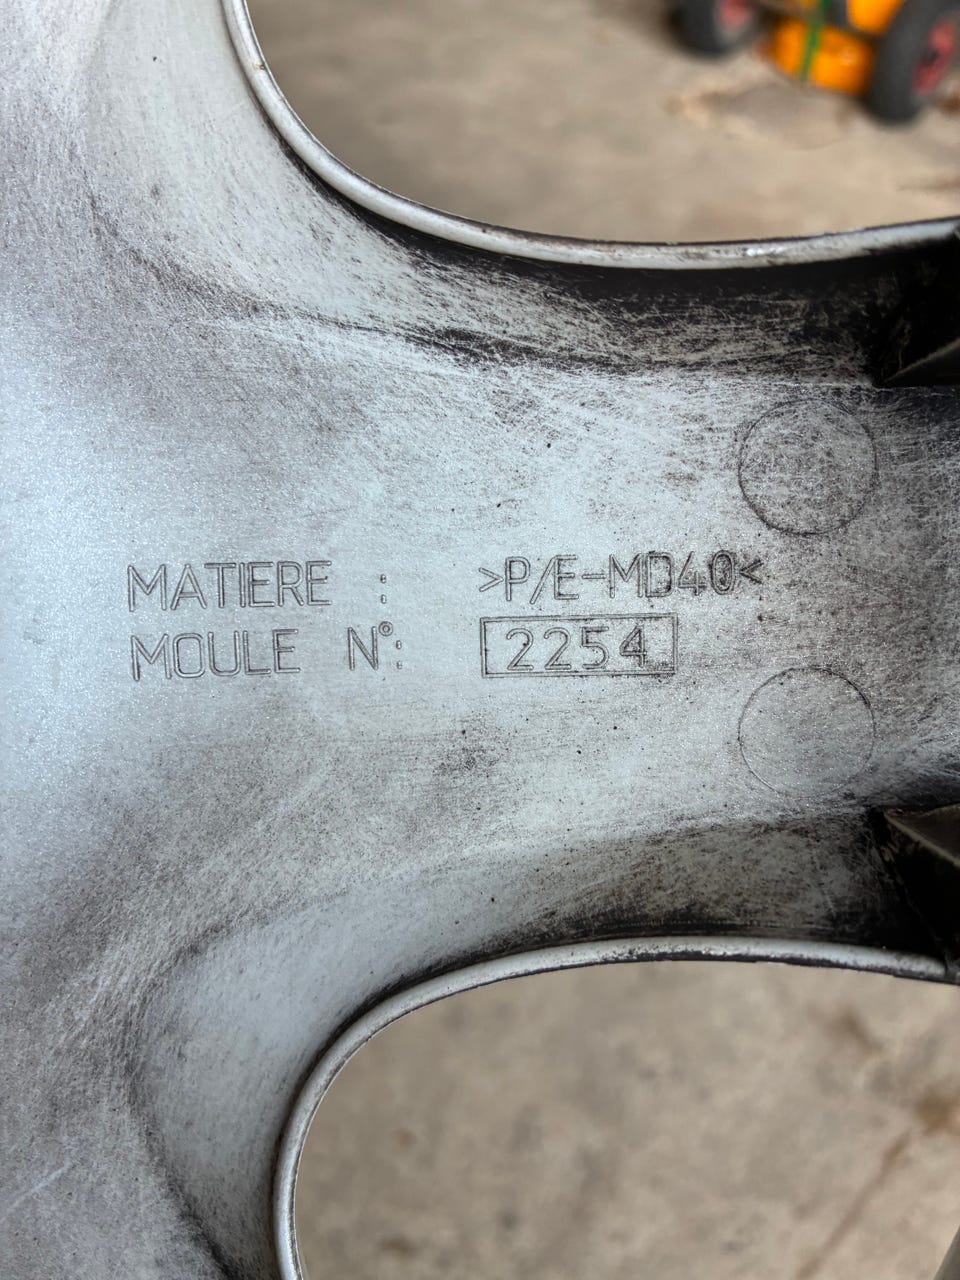 MATIERE : >P/E-MD40<
MOULE N°: 2254